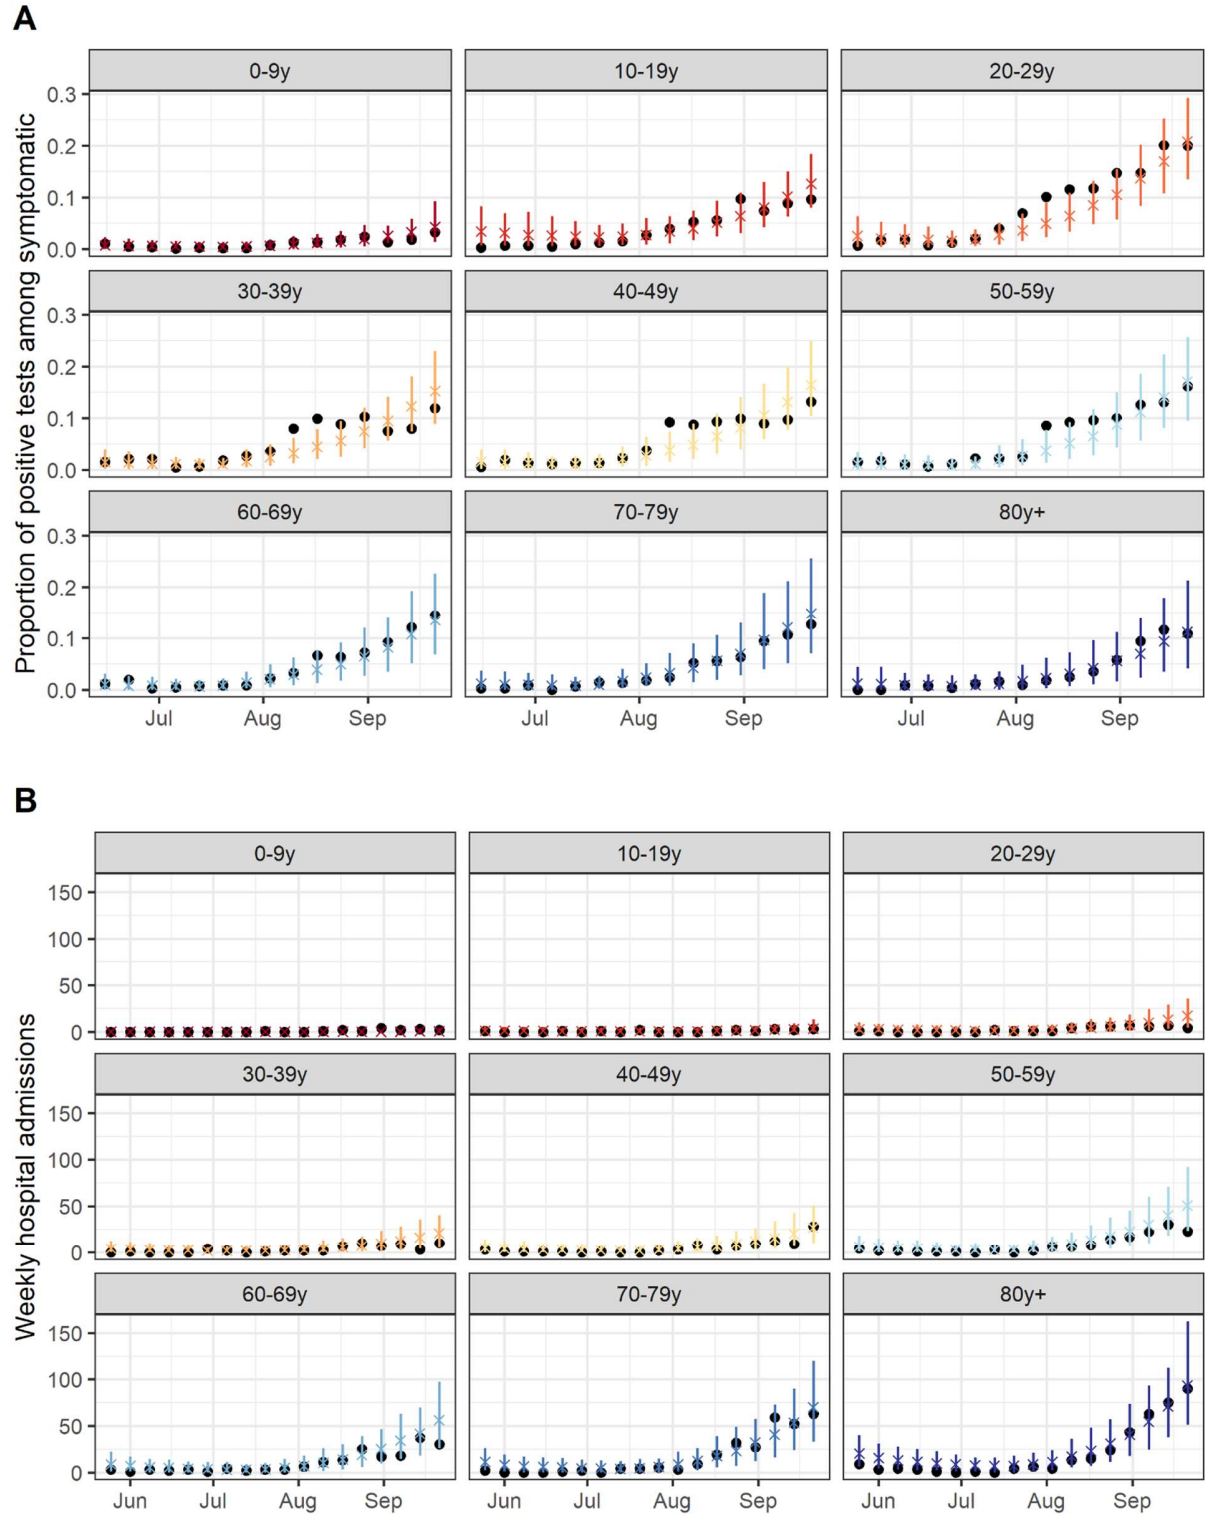 A
Proportion of positive tests among symptomatic
0-9y 10-19y 20-29y
0.3
0.2
0.1
0.0
30-39y 40-49y 50-59y
0.3
0.2
0.1
0.0
60-69y 70-79y 80y+
0.3
0.2
0.1
0.0
Jul Aug Sep Jul Aug Sep Jul Aug Sep
B
Weekly hospital admissions
0-9y 10-19y 20-29y
150
100
50
0
30-39y 40-49y 50-59y
150
100
50
0
60-69y 70-79y 80y+
150
100
50
0
Jun Jul Aug Sep Jun Jul Aug Sep Jun Jul Aug Sep